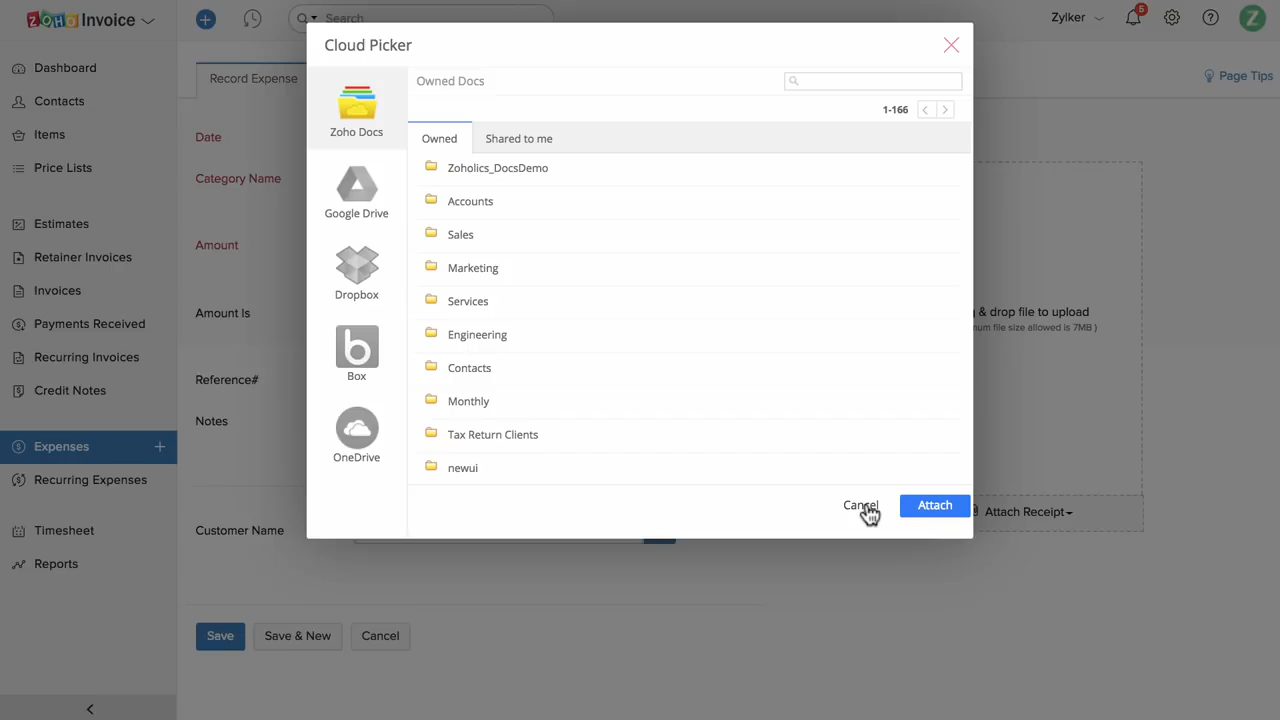 ZOHO Invoice
Search
Zylker
5
Z
Dashboard
Contacts
Items
Price Lists
Estimates
Retainer Invoices
Invoices
Payments Received
Recurring Invoices
Credit Notes
Expenses
Recurring Expenses
Timesheet
Reports
Record Expense
Page Tips
Date
Category Name
Amount
Amount Is
Reference#
Notes
Customer Name
& drop file to upload
file size allowed is 7MB )
Attach Receipt
Save
Save & New
Cancel
Cloud Picker
Zoho Docs
Google Drive
Dropbox
b
Box
OneDrive
Owned Docs
1-166
Owned
Shared to me
Zoholics_DocsDemo
Accounts
Sales
Marketing
Services
Engineering
Contacts
Monthly
Tax Return Clients
newui
Cancel
Attach